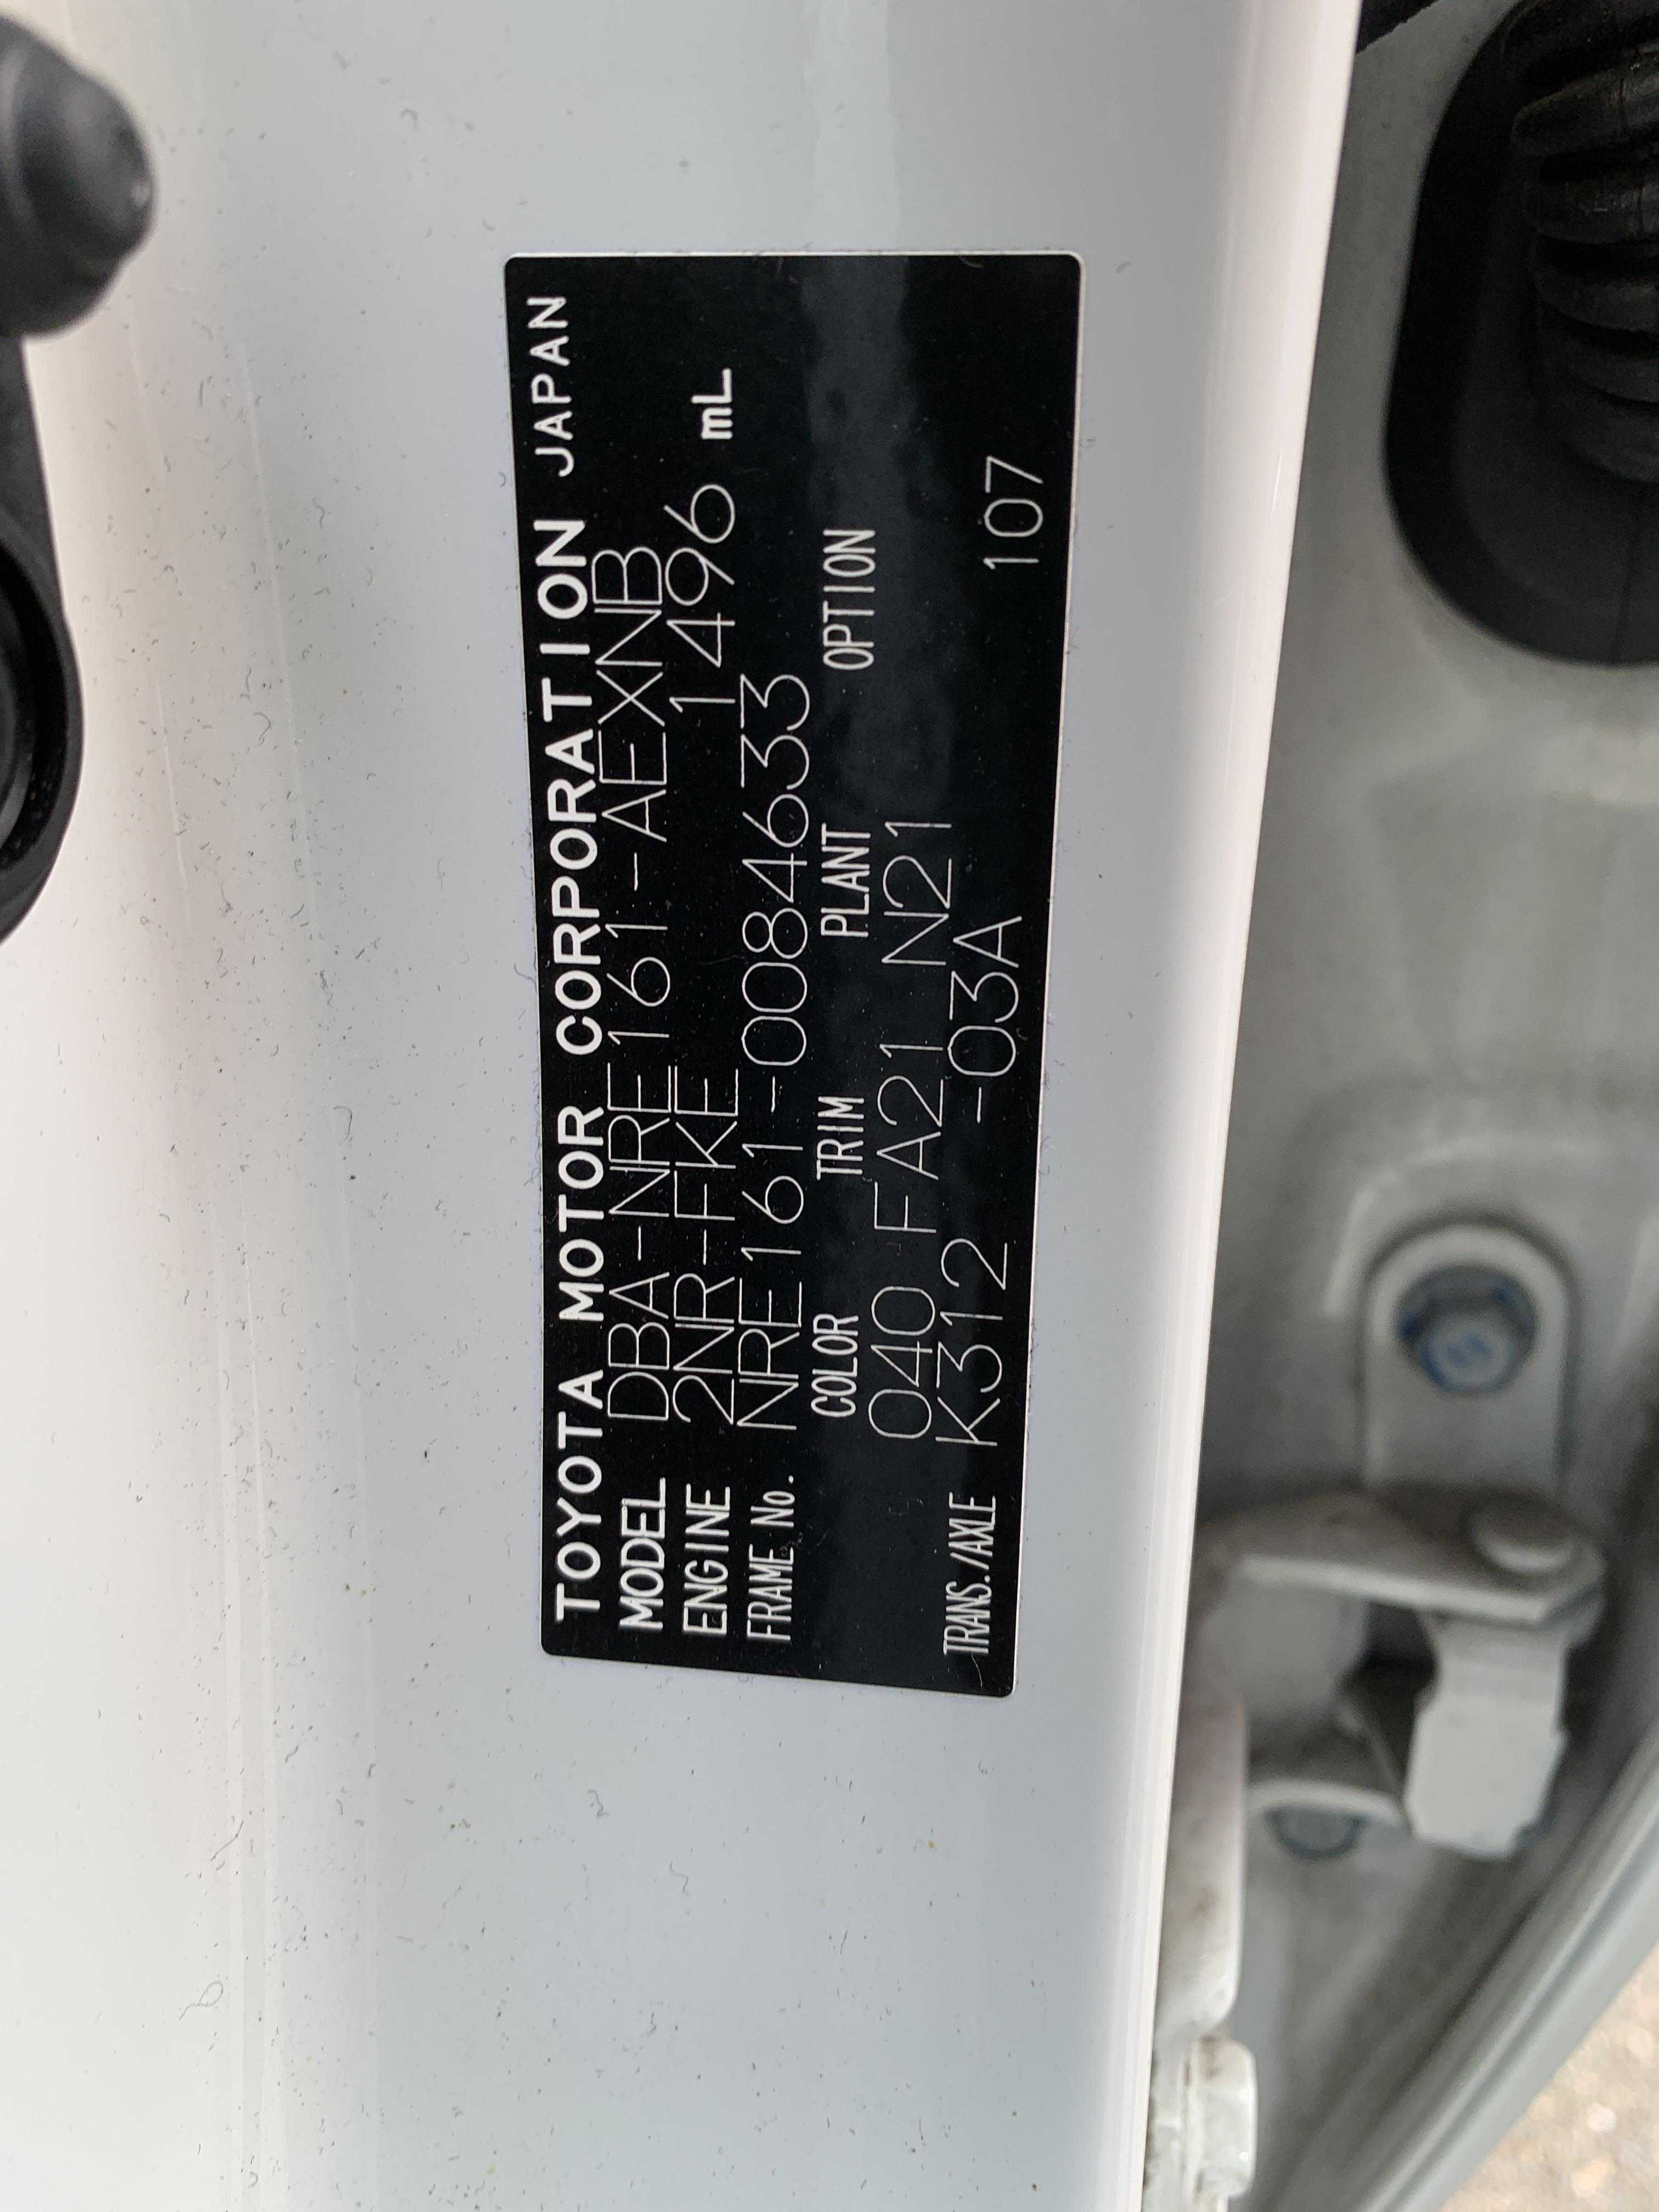 TOYOTA MOTOR CORPORATION JAPAN
MODEL DBA-NRE161-AEXNB
ENGINE 2NR-FKE 1496 mL
FRAME No. NRE161-0084633
COLOR TRIM PLANT OPTION
040 FA21 N21
TRANS./AXLE K312 -03A 107